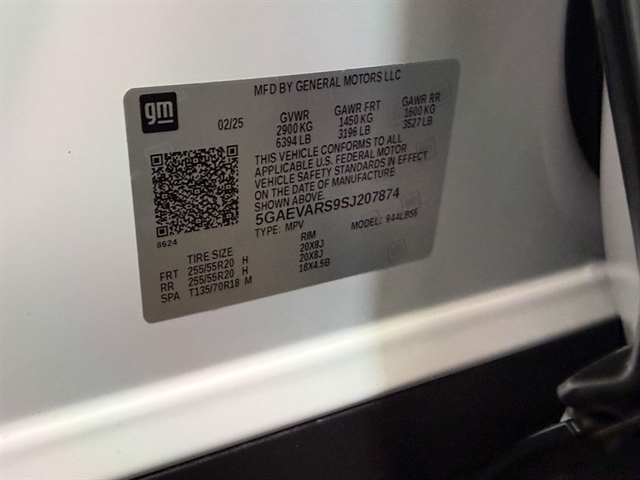 MFD BY GENERAL MOTORS LLC
gm
02/25 GVWR GAWR FRT GAWR RR
2900 KG 1450 KG 1600 KG
6394 LB 3196 LB 3527 LB
THIS VEHICLE CONFORMS TO ALL
APPLICABLE U.S. FEDERAL MOTOR
VEHICLE SAFETY STANDARDS IN EFFECT
ON THE DATE OF MANUFACTURE
SHOWN ABOVE.
5GAEVARS9SJ207874
TYPE: MPV MODEL: 944LB56
8624
TIRE SIZE RIM
FRT 255/55R20 H 20X8J
RR 255/55R20 H 20X8J
SPA T135/70R18 M 18X4.5B